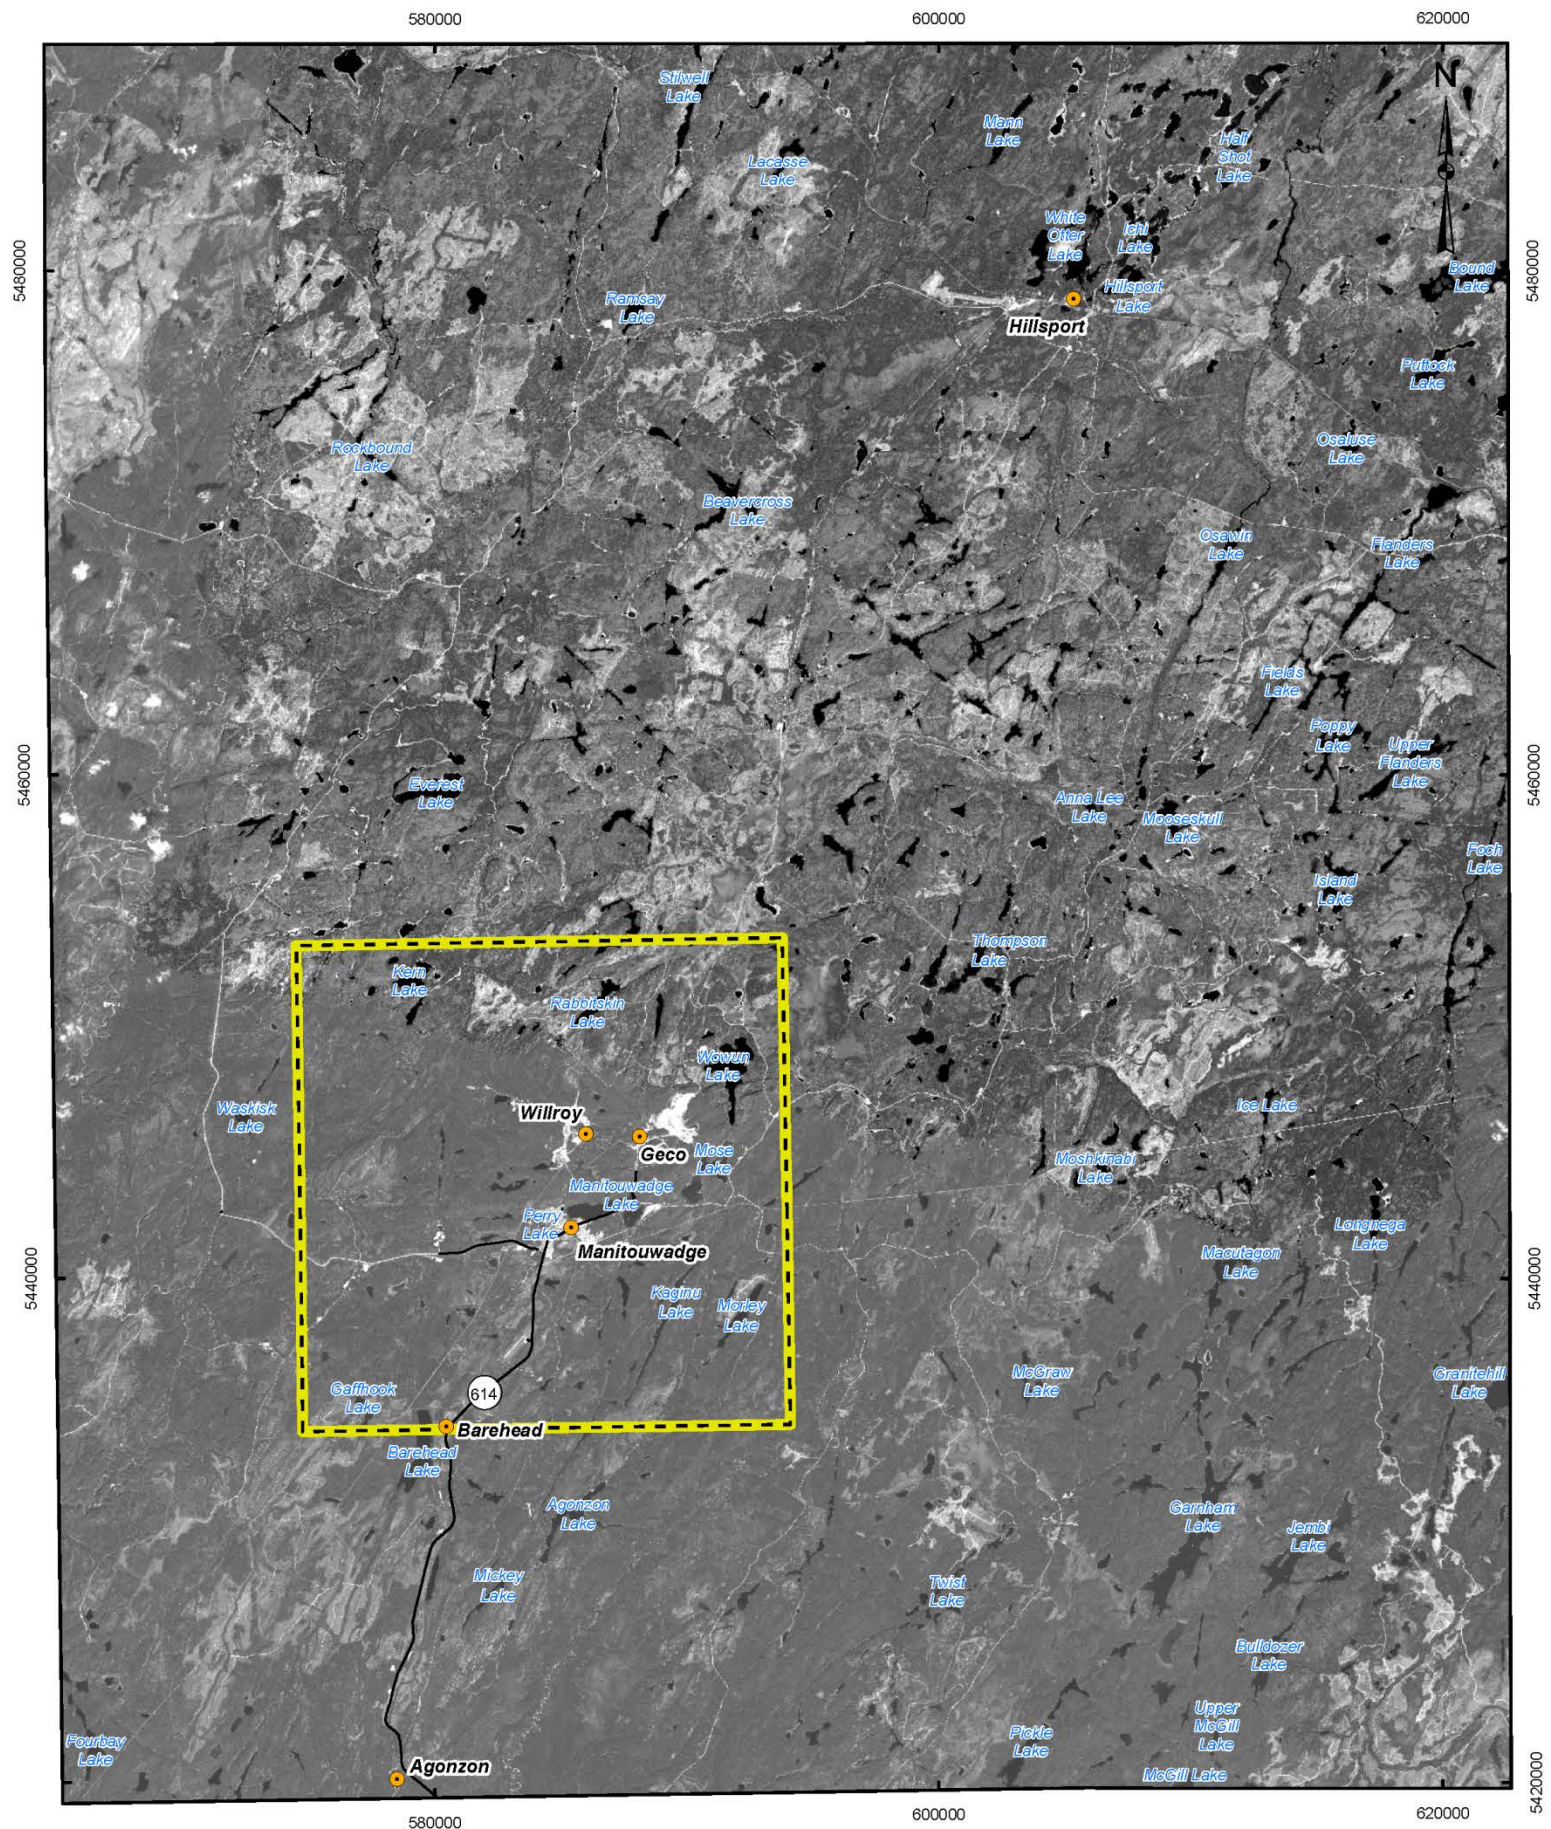 580000
600000
620000
N
Stilwell
Lake
Mann
Lake
Half
Shot
Lake
Lacasse
Lake
White
Otter
Lake
Ichi
Lake
5480000
5480000
Bound
Lake
Ramsay
Lake
Hillsport
Lake
Hillsport
Puttock
Lake
Rockbound
Lake
Osaluse
Lake
Beavercross
Lake
Osawin
Lake
Flanders
Lake
Fields
Lake
Poppy
Lake
Upper
Flanders
Lake
5460000
5460000
Everest
Lake
Anna Lee
Lake
Mooseskull
Lake
Foch
Lake
Island
Lake
Thompson
Lake
Kern
Lake
Rabbitskin
Lake
Wowun
Lake
Waskisk
Lake
Willroy
Ice Lake
Geco
Mose
Lake
Moshkinabi
Lake
Manitouwadge
Lake
Perry
Lake
Longnega
Lake
Manitouwadge
Macutagon
Lake
5440000
5440000
Kaginu
Lake
Morley
Lake
McGraw
Lake
Granitehill
Lake
Gaffhook
Lake
614
Barehead
Barehead
Lake
Agonzon
Lake
Garnham
Lake
Jembi
Lake
Mickey
Lake
Twist
Lake
Bulldozer
Lake
Upper
McGill
Lake
Pickle
Lake
Fourbay
Lake
McGill Lake
Agonzon
5420000
580000
600000
620000